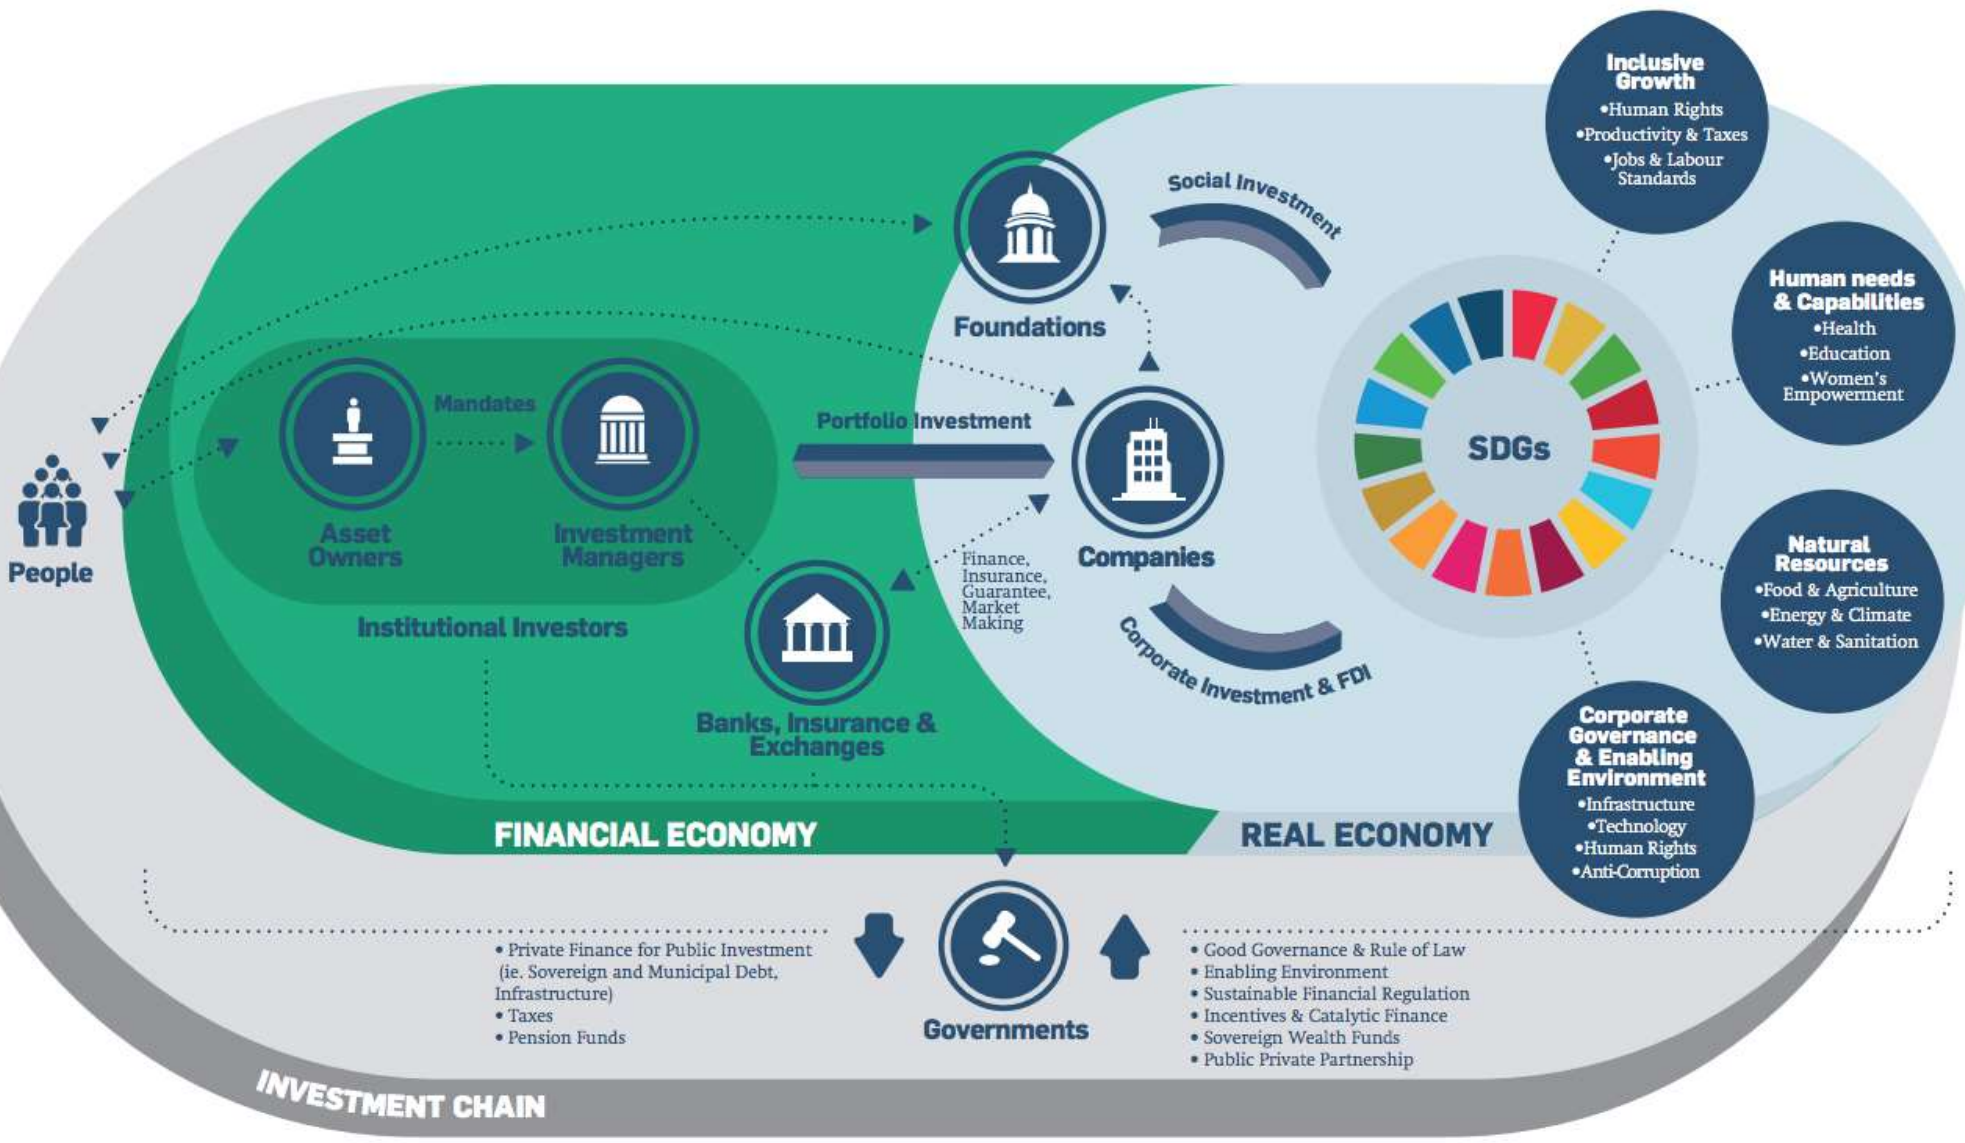 Inclusive
Growth
•Human Rights
•Productivity & Taxes
•Jobs & Labour
Standards
Social Investment
Human needs
& Capabilities
•Health
•Education
•Women's
Empowerment
Foundations
Mandates
Portfolio Investment
SDGs
Asset
Owners
Investment
Managers
People
Finance,
Insurance,
Guarantee,
Market
Making
Companies
Natural
Resources
•Food & Agriculture
•Energy & Climate
•Water & Sanitation
Institutional Investors
Corporate Investment & FDI
Banks, Insurance &
Exchanges
Corporate
Governance
& Enabling
Environment
•Infrastructure
•Technology
•Human Rights
•Anti-Corruption
FINANCIAL ECONOMY
REAL ECONOMY
• Private Finance for Public Investment
(ie. Sovereign and Municipal Debt,
Infrastructure)
• Taxes
• Pension Funds
Governments
• Good Governance & Rule of Law
• Enabling Environment
• Sustainable Financial Regulation
• Incentives & Catalytic Finance
• Sovereign Wealth Funds
• Public Private Partnership
INVESTMENT CHAIN